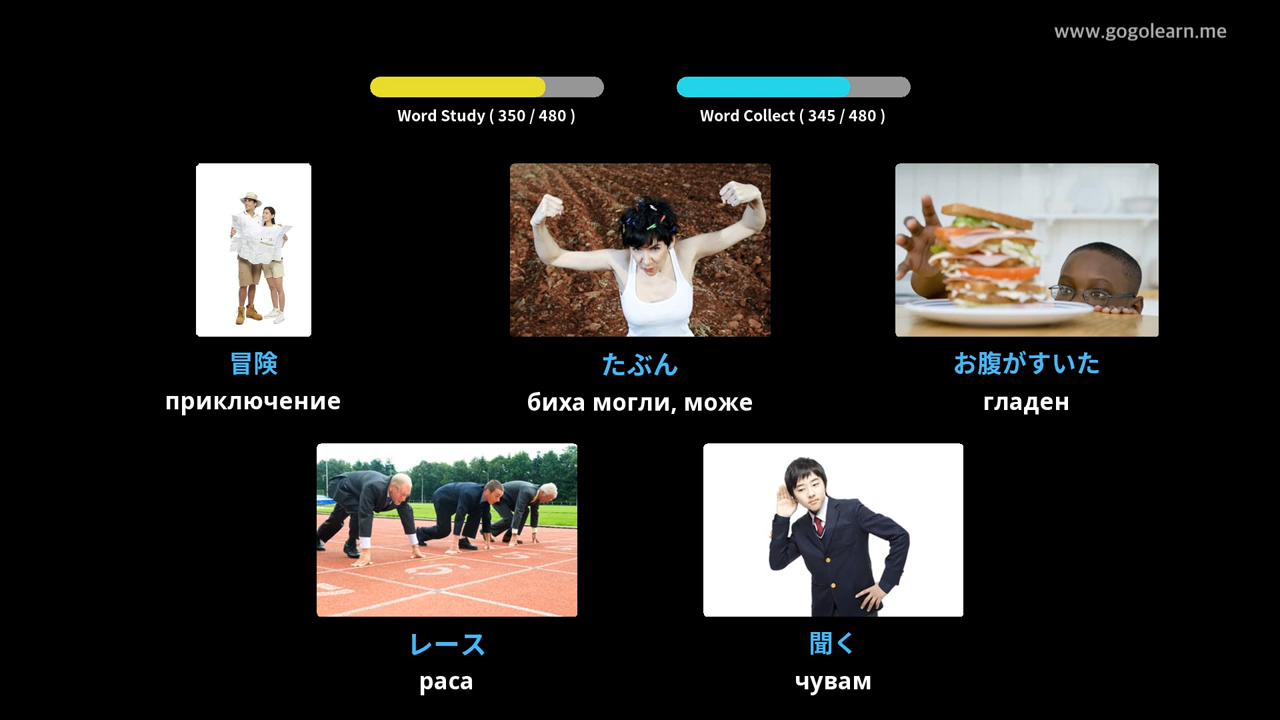 www.gogolearn.me
Word Study ( 350 / 480 )
Word Collect ( 345 / 480 )
冒険
приключение
たぶん
биха могли, може
お腹がすいた
гладен
レース
раса
聞く
чувам